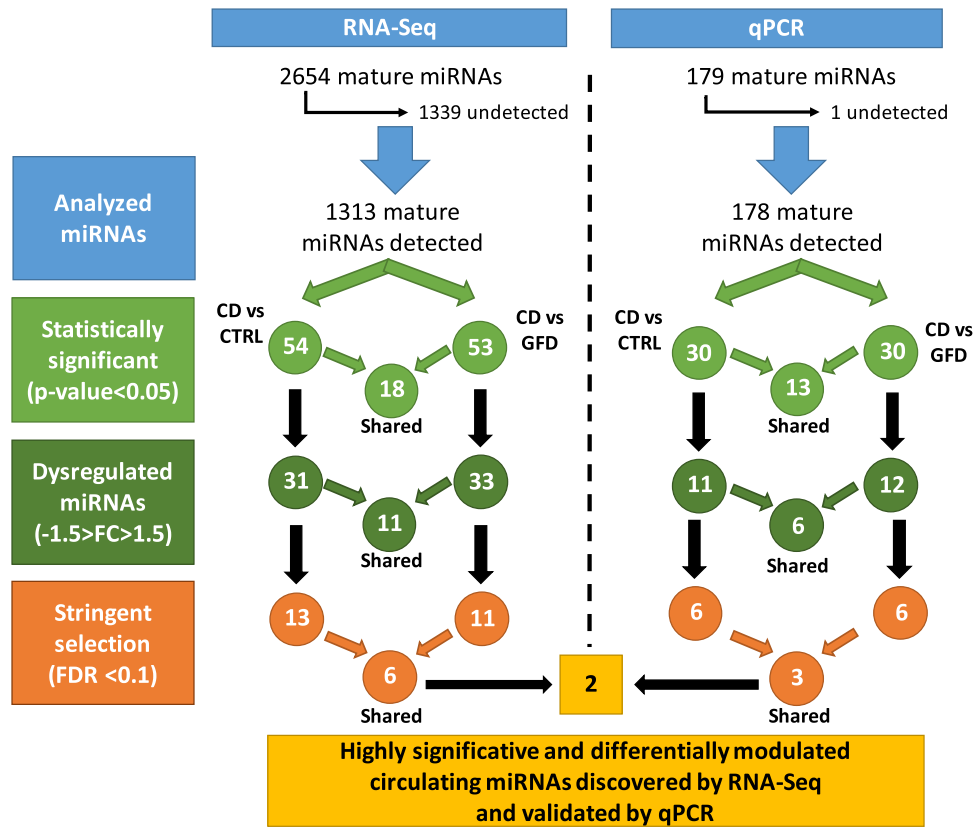 RNA-Seq
qPCR
2654 mature miRNAs
1339 undetected
179 mature miRNAs
1 undetected
Analyzed
miRNAs
1313 mature
miRNAs detected
178 mature
miRNAs detected
Statistically
significant
(p-value<0.05)
CD vs
CTRL
54
53
CD vs
GFD
18
Shared
CD vs
CTRL
30
30
CD vs
GFD
13
Shared
Dysregulated
miRNAs
(-1.5>FC>1.5)
31
33
11
Shared
11
12
6
Shared
Stringent
selection
(FDR <0.1)
13
11
6
Shared
6
6
3
Shared
2
Highly significative and differentially modulated
circulating miRNAs discovered by RNA-Seq
and validated by qPCR